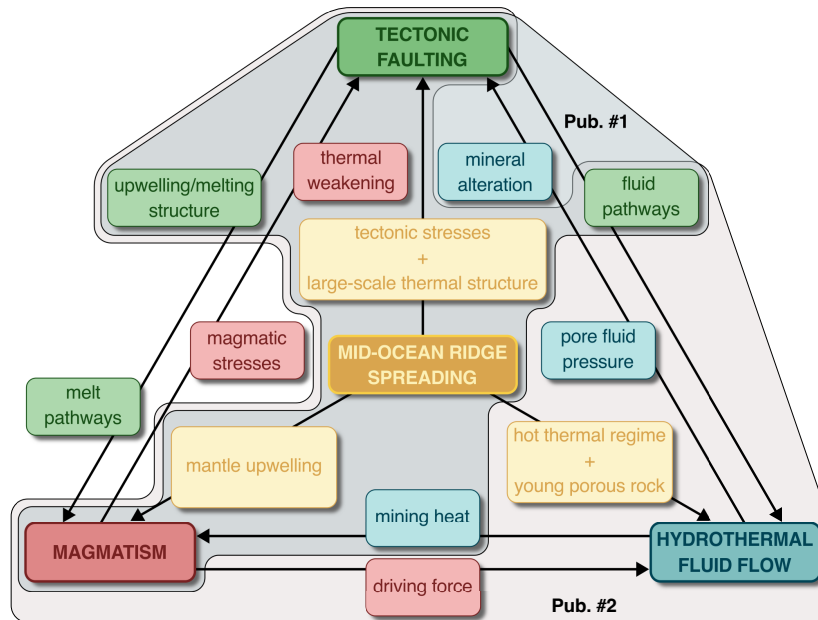 TECTONIC
FAULTING
Pub. #1
thermal
weakening
mineral
alteration
upwelling/melting
structure
fluid
pathways
tectonic stresses
+
large-scale thermal structure
magmatic
stresses
MID-OCEAN RIDGE
SPREADING
pore fluid
pressure
melt
pathways
mantle upwelling
hot thermal regime
+
young porous rock
mining heat
MAGMATISM
HYDROTHERMAL
FLUID FLOW
driving force
Pub. #2